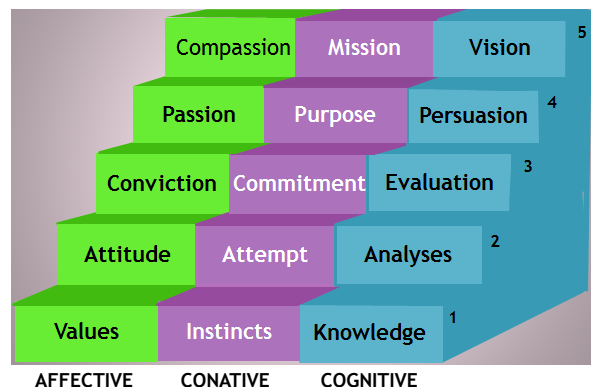 Compassion Mission Vision 5
Passion Purpose Persuasion 4
Conviction Commitment Evaluation 3
Attitude Attempt Analyses 2
Values Instincts Knowledge 1
AFFECTIVE CONATIVE COGNITIVE